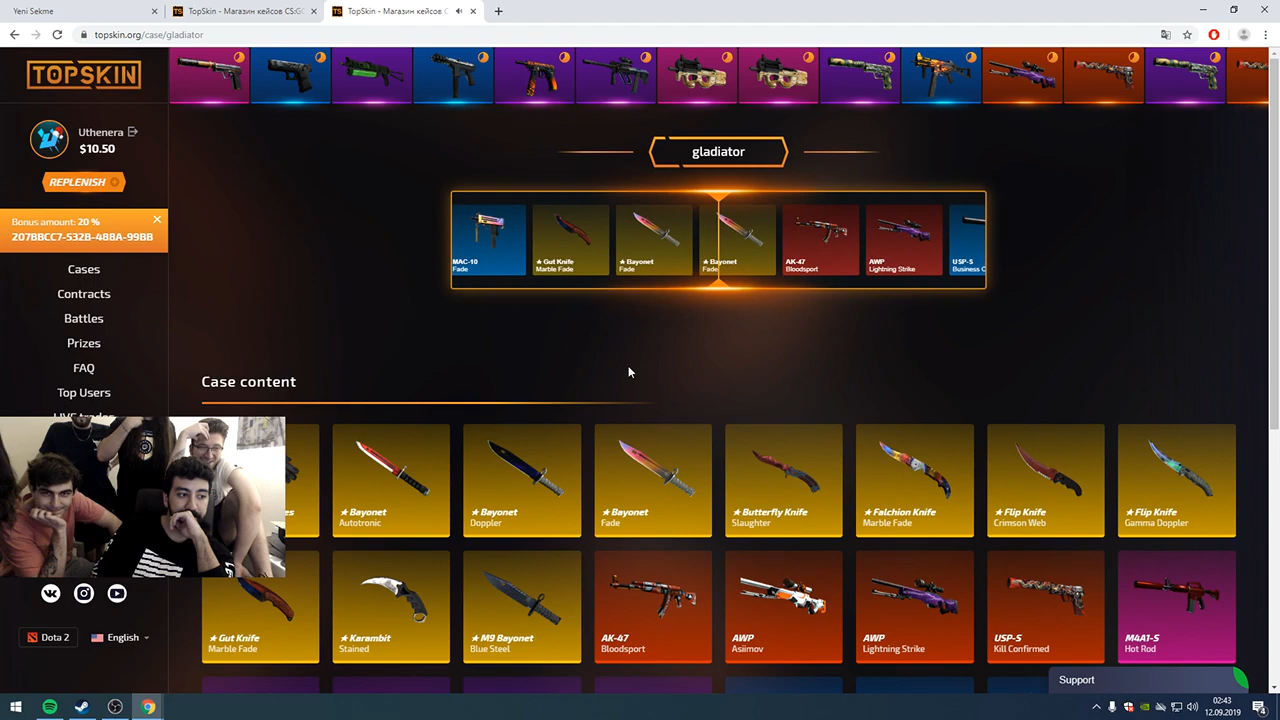 Yeni Sekme
TopSkin - Магазин кейсов CS:GO
TopSkin - Магазин кейсов C
topskin.org/case/gladiator
TOPSKIN
Uthenera
$10.50
REPLENISH
Bonus amount: 20 %
207BBCC7-532B-488A-99BB
Cases
Contracts
Battles
Prizes
FAQ
Top Users
LIVE trades
gladiator
MAC-10
Fade
★ Gut Knife
Marble Fade
★ Bayonet
Fade
★ Bayonet
Fade
AK-47
Bloodsport
AWP
Lightning Strike
USP-S
Business C
Case content
★ Bayonet
Autotronic
★ Bayonet
Doppler
★ Bayonet
Fade
★ Butterfly Knife
Slaughter
★ Falchion Knife
Marble Fade
★ Flip Knife
Crimson Web
★ Flip Knife
Gamma Doppler
★ Gut Knife
Marble Fade
★ Karambit
Stained
★ M9 Bayonet
Blue Steel
AK-47
Bloodsport
AWP
Asiimov
AWP
Lightning Strike
USP-S
Kill Confirmed
M4A1-S
Hot Rod
Dota 2
English
Support
02:43
12.09.2019
4